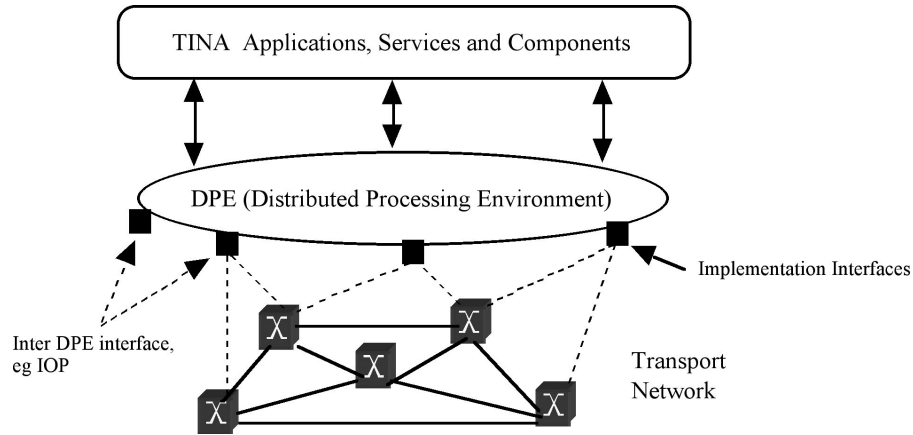 TINA Applications, Services and Components
DPE (Distributed Processing Environment)
Implementation Interfaces
Inter DPE interface,
eg IOP
Transport
Network